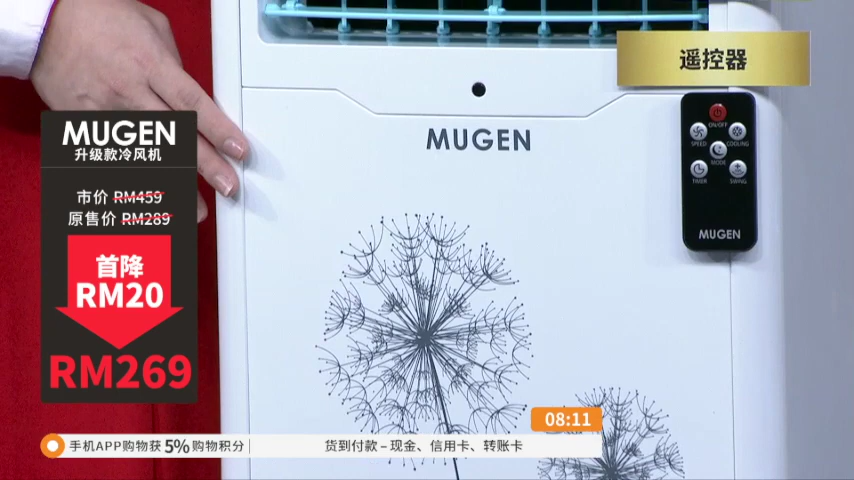 遥控器
MUGEN
升级款冷风机
市价 RM459
原售价 RM289
首降
RM20
RM269
MUGEN
ON/OFF
SPEED
COOLING
MODE
TIMER
SWING
MUGEN
08:11
手机APP购物获5%购物积分
货到付款 – 现金、信用卡、转账卡